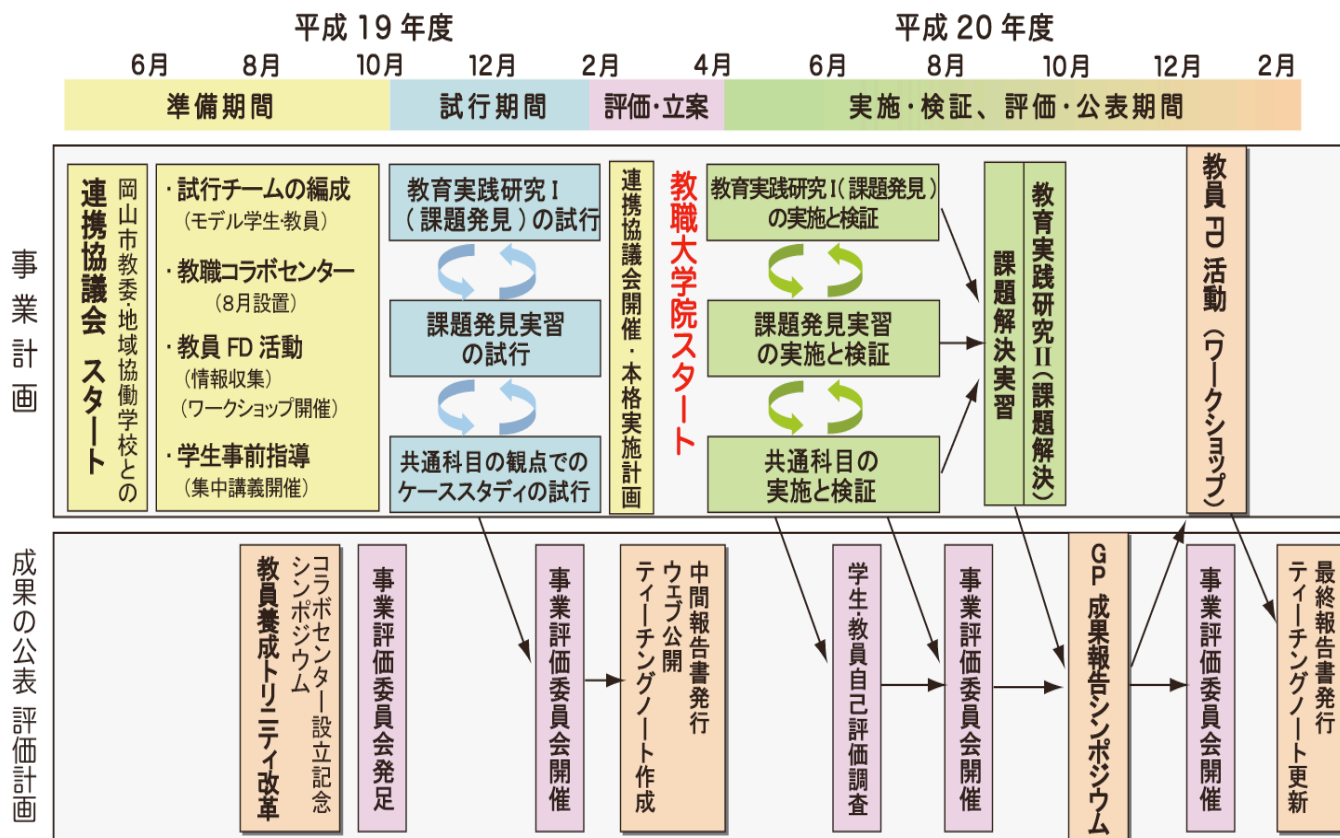 平成 19 年度
平成 20 年度
6月
8月
10月
12月
2月
4月
6月
8月
10月
12月
2月
準備期間
試行期間
評価・立案
実施・検証、評価・公表期間
事業計画
岡山市教委・地域協働学校との
連携協議会 スタート
・試行チームの編成
(モデル学生・教員)
・教職コラボセンター
(8月設置)
・教員 FD 活動
(情報収集)
(ワークショップ開催)
・学生事前指導
(集中講義開催)
教育実践研究 I
(課題発見)の試行
課題発見実習
の試行
共通科目の観点での
ケーススタディの試行
連携協議会開催・本格実施計画
教職大学院スタート
教育実践研究 I(課題発見)
の実施と検証
課題発見実習
の実施と検証
共通科目の
実施と検証
教育実践研究II(課題解決)
課題解決実習
教員 FD 活動(ワークショップ)
成果の公表 評価計画
コラボセンター設立記念
シンポジウム
教員養成トリニティ改革
事業評価委員会発足
事業評価委員会開催
中間報告書発行
ウェブ公開
ティーチングノート作成
学生・教員自己評価調査
事業評価委員会開催
GP 成果報告シンポジウム
事業評価委員会開催
最終報告書発行
ティーチングノート更新